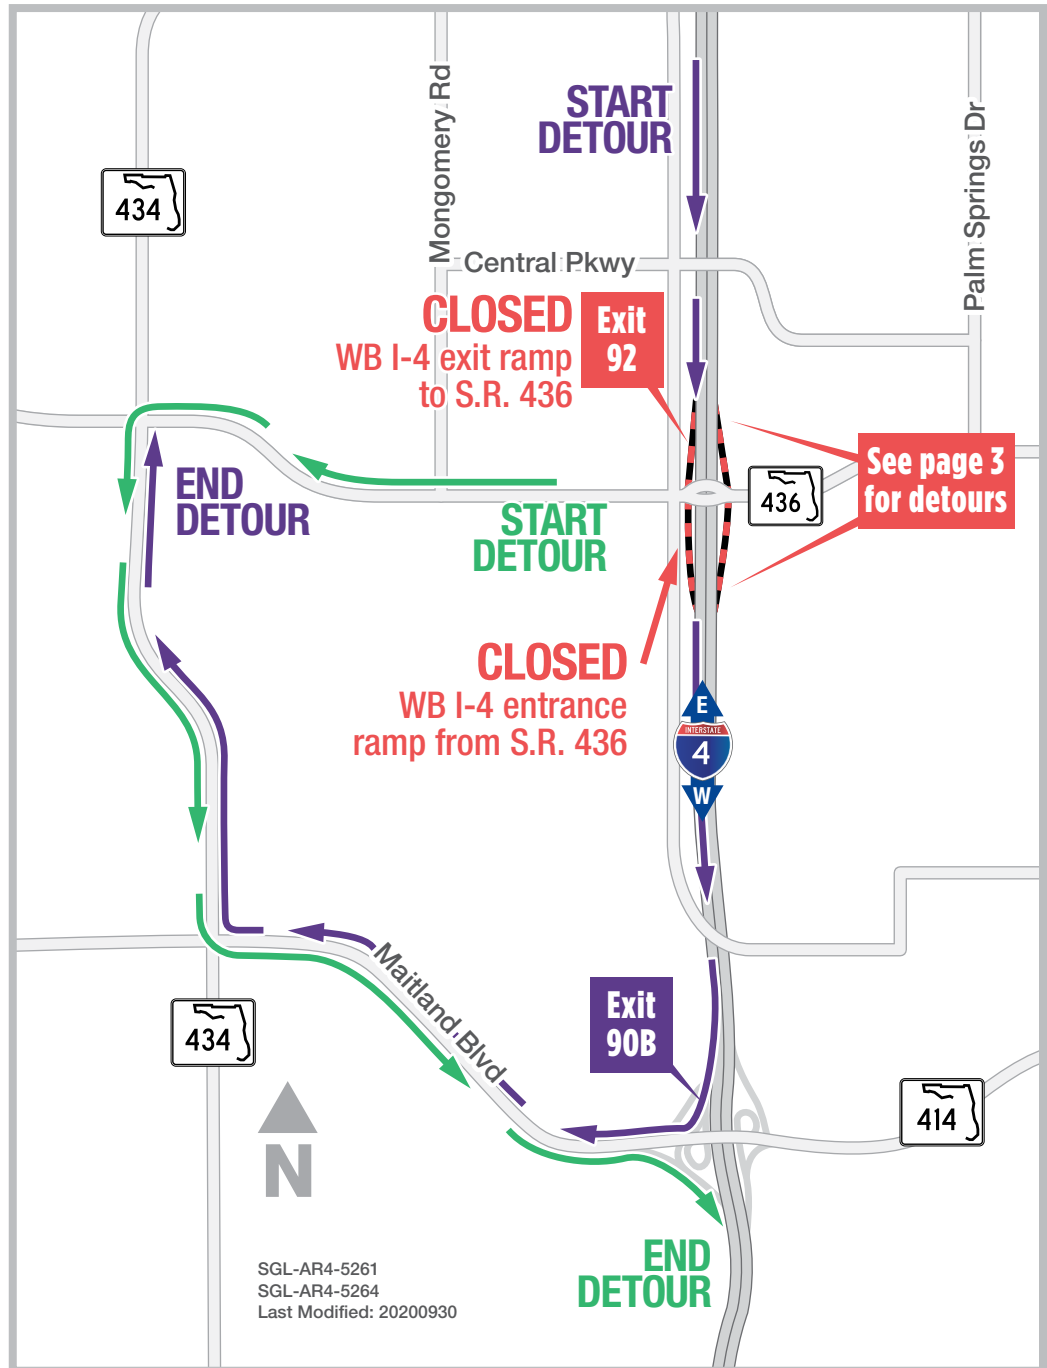 START
DETOUR
Mongomery Rd
Palm Springs Dr
434
Central Pkwy
CLOSED
WB I-4 exit ramp
to S.R. 436
Exit
92
See page 3
for detours
436
END
DETOUR
START
DETOUR
CLOSED
WB I-4 entrance
ramp from S.R. 436
E
INTERSTATE
4
W
Maitland Blvd
Exit
90B
434
414
N
END
DETOUR
SGL-AR4-5261
SGL-AR4-5264
Last Modified: 20200930